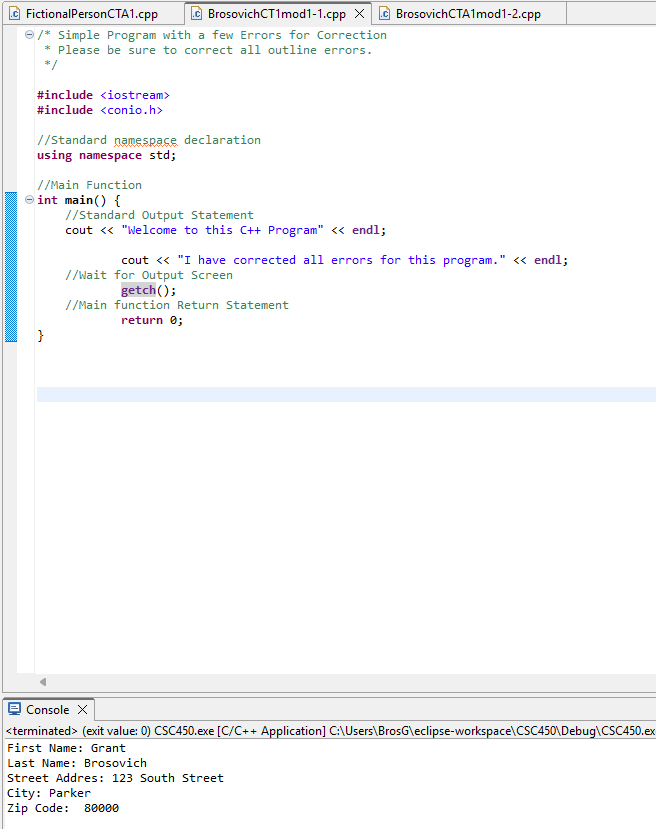 FictionalPersonCTA1.cpp BrosovichCT1mod1-1.cpp BrosovichCTA1mod1-2.cpp
/* Simple Program with a few Errors for Correction
* Please be sure to correct all outline errors.
*/
#include <iostream>
#include <conio.h>
//Standard namespace declaration
using namespace std;
//Main Function
int main() {
//Standard Output Statement
cout << "Welcome to this C++ Program" << endl;
cout << "I have corrected all errors for this program." << endl;
//Wait for Output Screen
getch();
//Main function Return Statement
return 0;
}
Console
<terminated> (exit value: 0) CSC450.exe [C/C++ Application] C:\Users\BrosG\eclipse-workspace\CSC450\Debug\CSC450.exe
First Name: Grant
Last Name: Brosovich
Street Addres: 123 South Street
City: Parker
Zip Code: 80000